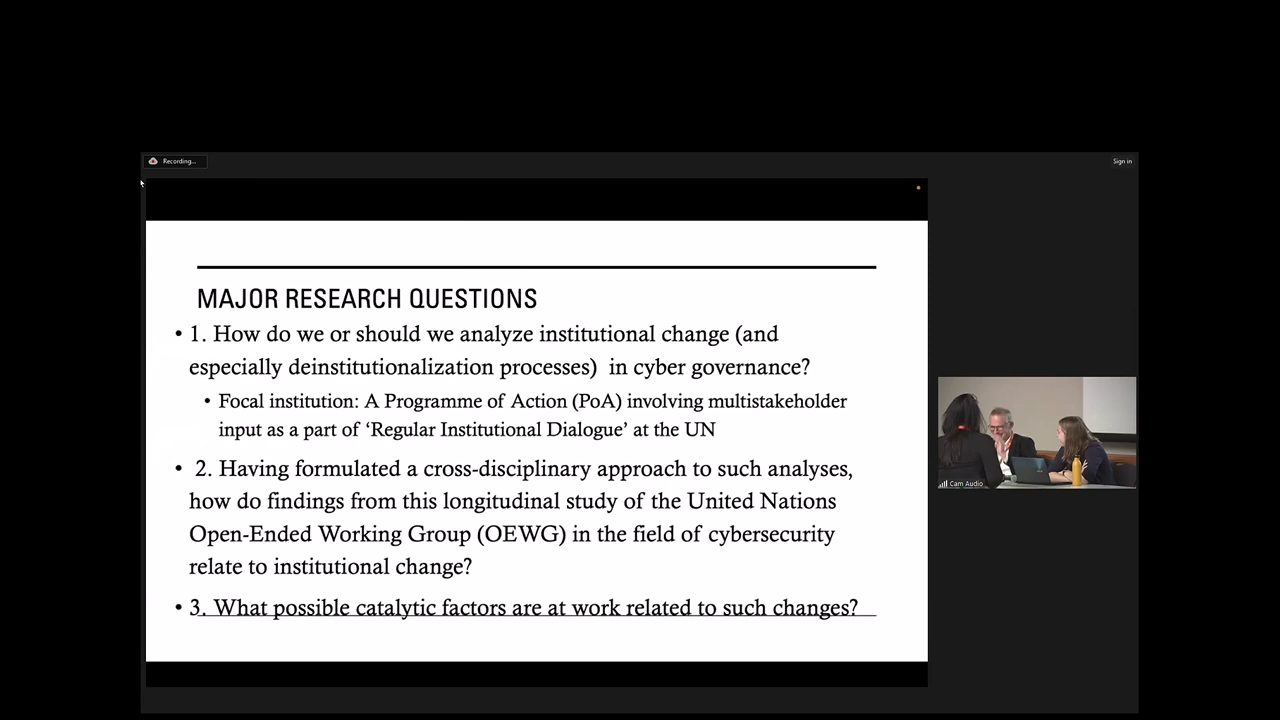 Recording...
Sign in
MAJOR RESEARCH QUESTIONS
• 1. How do we or should we analyze institutional change (and
especially deinstitutionalization processes)  in cyber governance?
• Focal institution: A Programme of Action (PoA) involving multistakeholder
input as a part of ‘Regular Institutional Dialogue’ at the UN
• 2. Having formulated a cross-disciplinary approach to such analyses,
how do findings from this longitudinal study of the United Nations
Open-Ended Working Group (OEWG) in the field of cybersecurity
relate to institutional change?
• 3. What possible catalytic factors are at work related to such changes?
Cam Audio